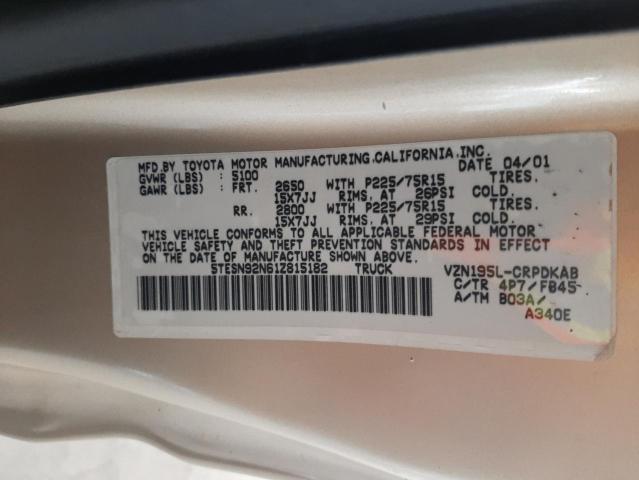 MFD.BY TOYOTA MOTOR MANUFACTURING,CALIFORNIA,INC.
GVWR (LBS): 5100 DATE 04/01
GAWR (LBS): FRT. 2650 WITH P225/75R15 TIRES.
15X7JJ RIMS. AT 26PSI COLD.
RR. 2800 WITH P225/75R15 TIRES.
15X7JJ RIMS. AT 29PSI COLD.
THIS VEHICLE CONFORMS TO ALL APPLICABLE FEDERAL MOTOR
VEHICLE SAFETY AND THEFT PREVENTION STANDARDS IN EFFECT
ON THE DATE OF MANUFACTURE SHOWN ABOVE.
5TESN92N61Z815182 TRUCK VZN195L-CRPDKAB
C/TR 4P7/FB45
A/TM B03A/
A340E